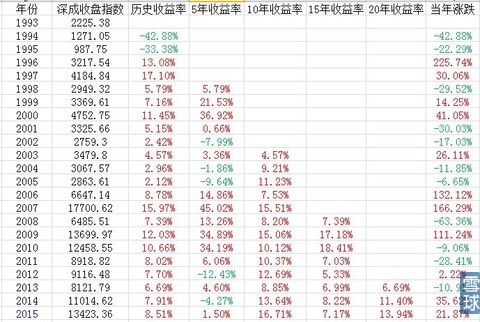 年份 深成收盘指数 历史收益率 5年收益率 10年收益率 15年收益率 20年收益率 当年涨跌
1993 2225.38
1994 1271.05 -42.88% -42.88%
1995 987.75 -33.38% -22.29%
1996 3217.54 13.08% 225.74%
1997 4184.84 17.10% 30.06%
1998 2949.32 5.79% 5.79% -29.52%
1999 3369.61 7.16% 21.53% 14.25%
2000 4752.75 11.45% 36.92% 41.05%
2001 3325.66 5.15% 0.66% -30.03%
2002 2759.3 2.42% -7.99% -17.03%
2003 3479.8 4.57% 3.36% 4.57% 26.11%
2004 3067.57 2.96% -1.86% 9.21% -11.85%
2005 2863.61 2.12% -9.64% 11.23% -6.65%
2006 6647.14 8.78% 14.86% 7.53% 132.12%
2007 17700.62 15.97% 45.02% 15.51% 166.29%
2008 6485.51 7.39% 13.26% 8.20% 7.39% -63.36%
2009 13699.97 12.03% 34.89% 15.06% 17.18% 111.24%
2010 12458.55 10.66% 34.19% 10.12% 18.41% -9.06%
2011 8918.82 8.02% 6.06% 10.37% 7.03% -28.41%
2012 9116.48 7.70% -12.43% 12.69% 5.33% 2.22%
2013 8121.79 6.69% 4.60% 8.85% 6.99% 6.69% -10.9
2014 11014.62 7.91% -4.27% 13.64% 8.22% 11.40% 35.62
2015 13423.36 8.51% 1.50% 16.71% 7.17% 13.94% 21.87%
雪球